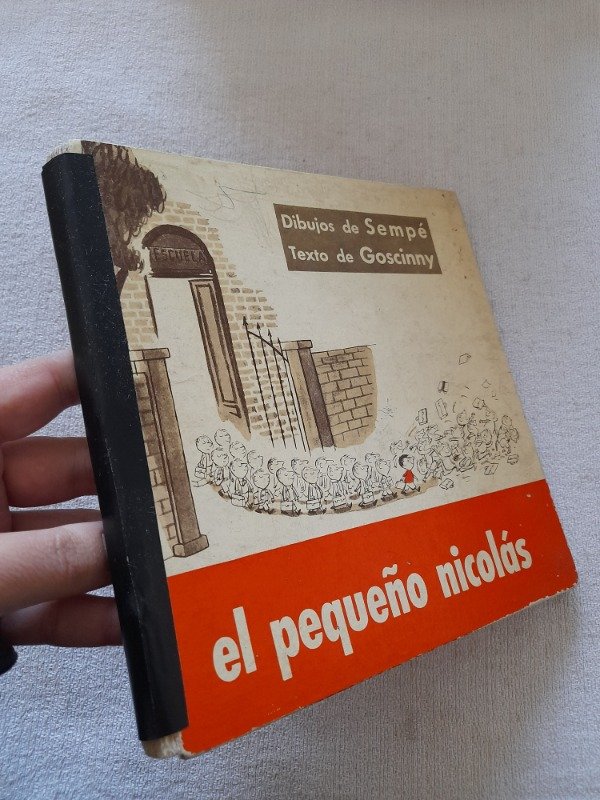 Dibujos de Sempé
Texto de Goscinny
ESCUELA
el pequeño nicolás